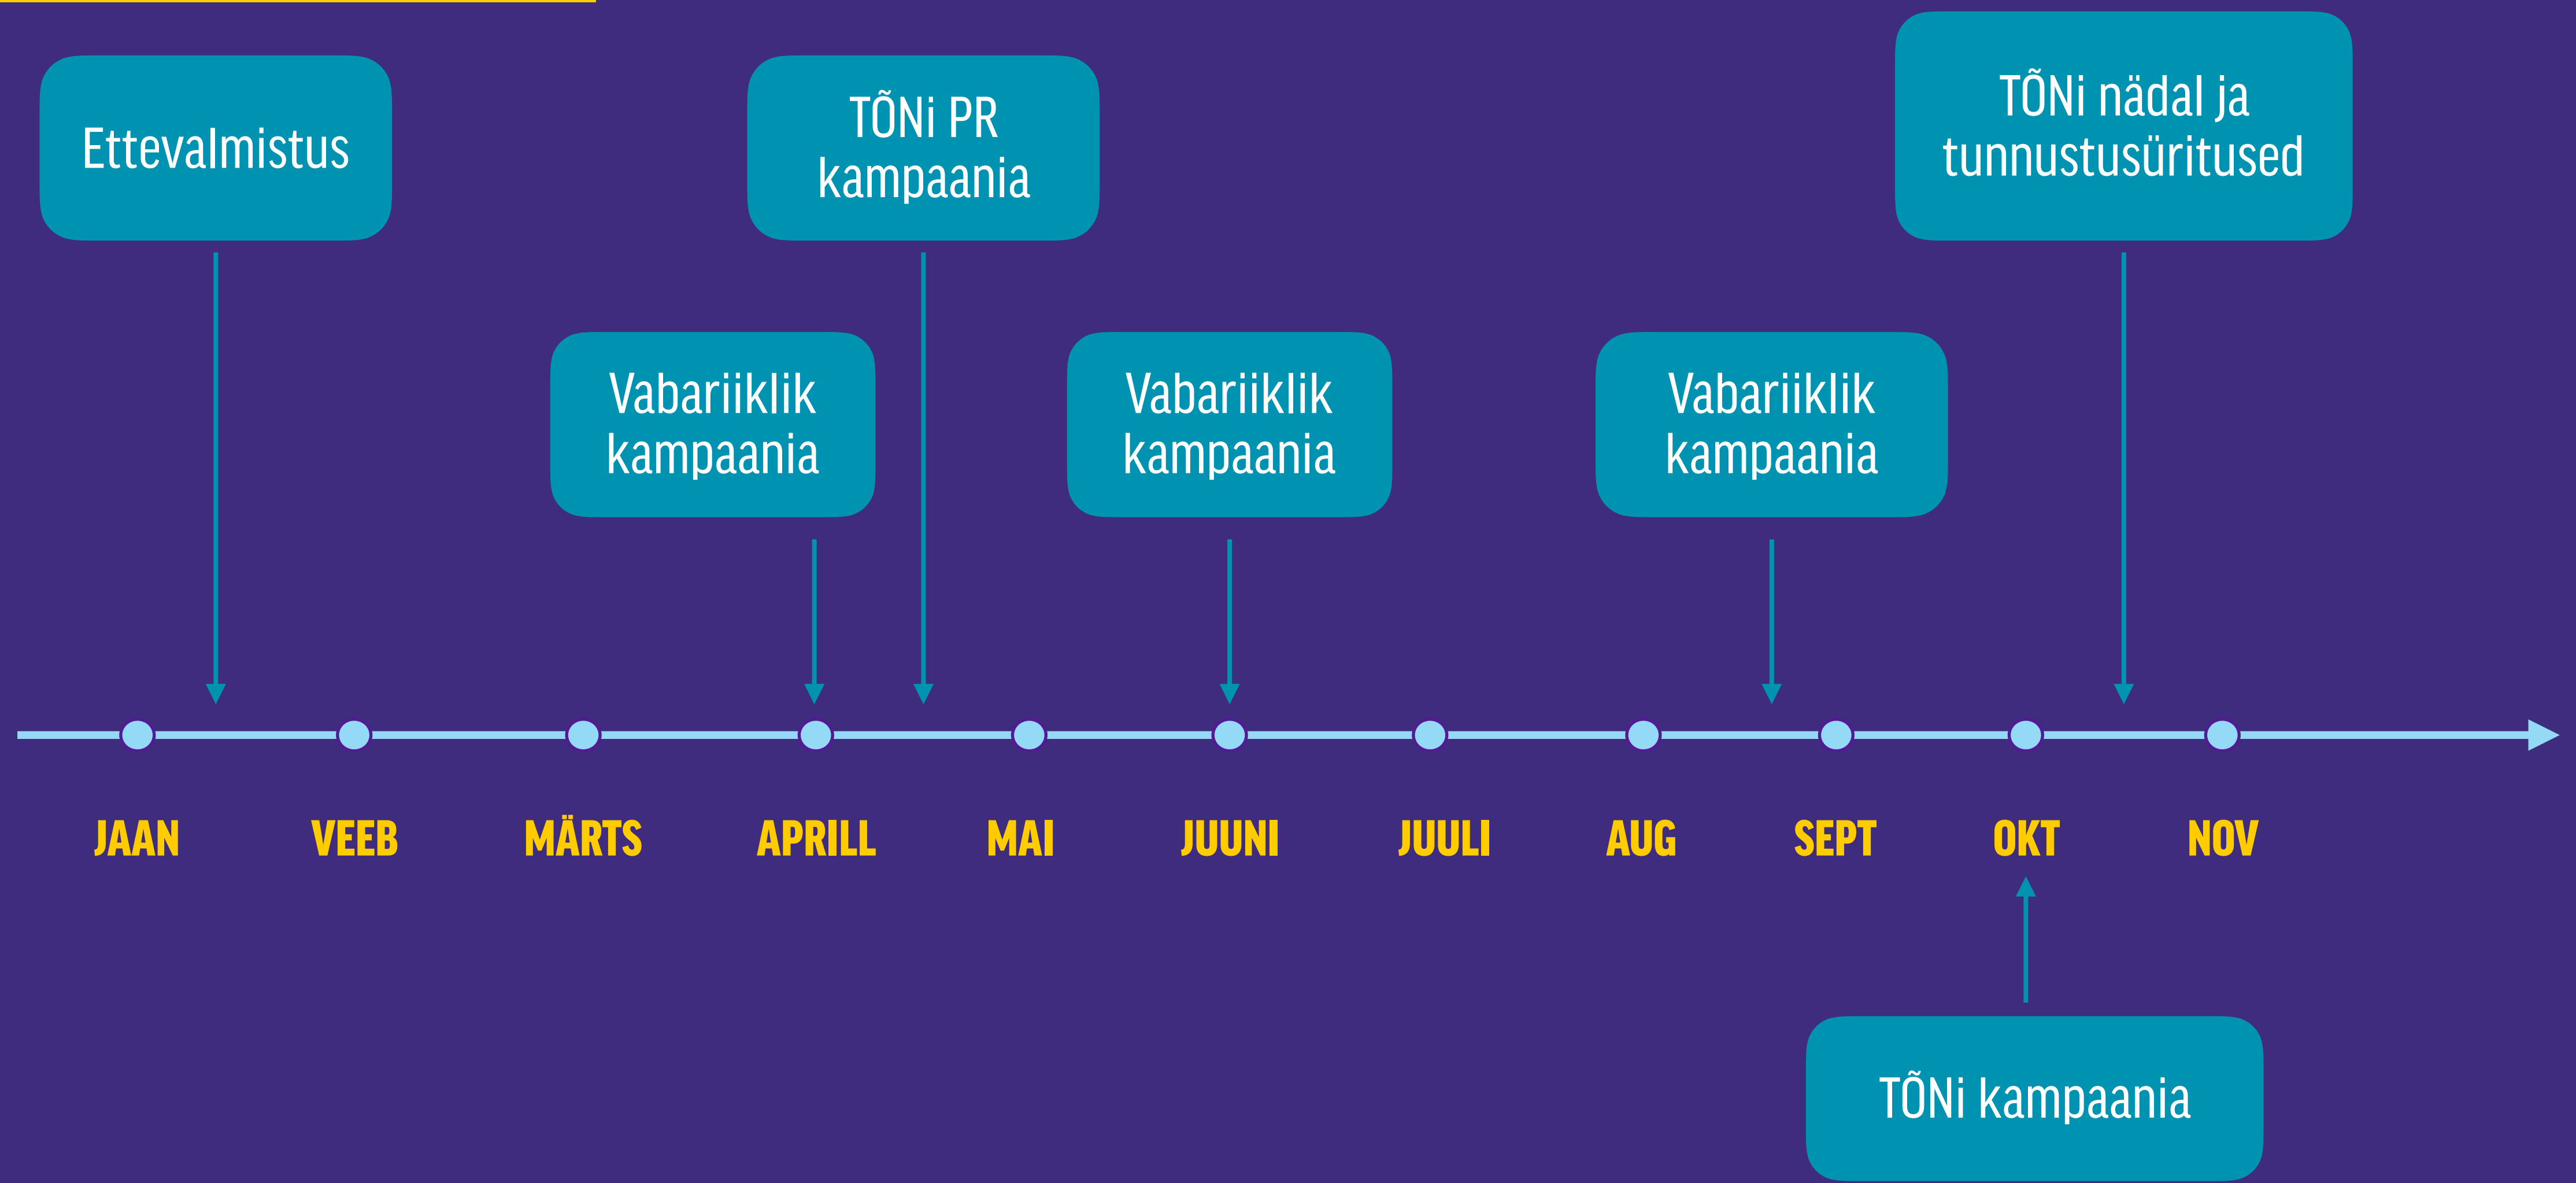 Ettevalmistus
TÕNi PR
kampaania
TÕNi nädal ja
tunnustusüritused
Vabariiklik
kampaania
Vabariiklik
kampaania
Vabariiklik
kampaania
JAAN
VEEB
MÄRTS
APRILL
MAI
JUUNI
JUULI
AUG
SEPT
OKT
NOV
TÕNi kampaania